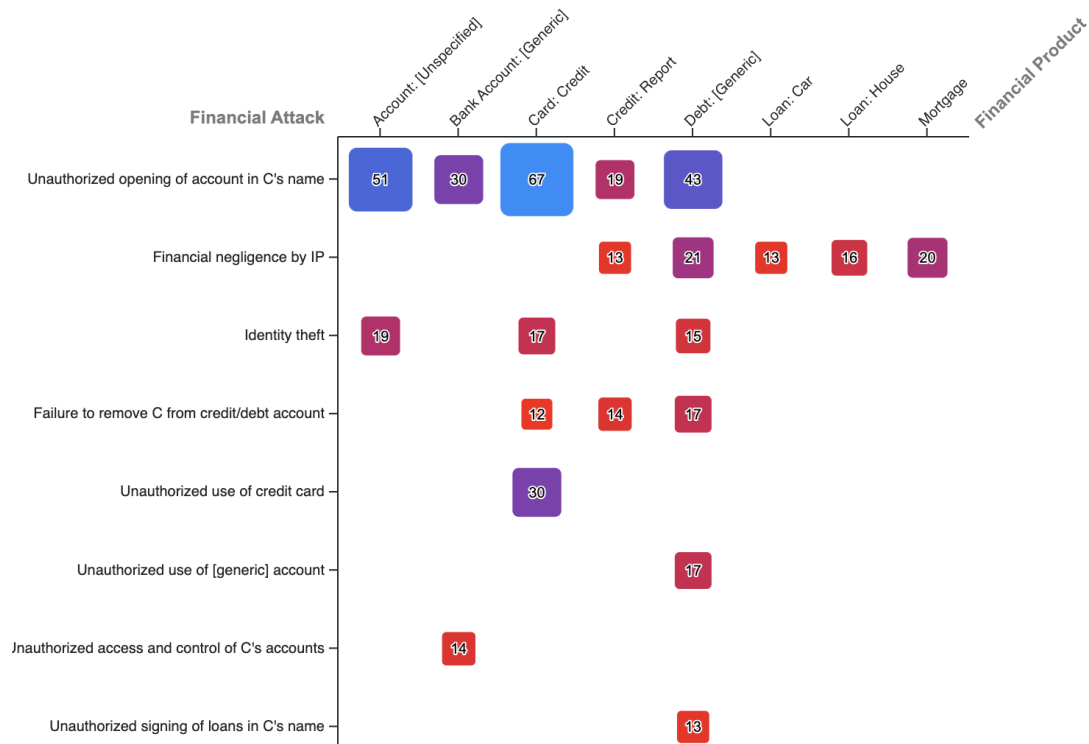 Account: [Unspecified]
Bank Account: [Generic]
Card: Credit
Credit: Report
Debt: [Generic]
Loan: Car
Loan: House
Mortgage
Financial Product
Financial Attack
Unauthorized opening of account in C's name 51 30 67 19 43
Financial negligence by IP 13 21 13 16 20
Identity theft 19 17 15
Failure to remove C from credit/debt account 12 14 17
Unauthorized use of credit card 30
Unauthorized use of [generic] account 17
access and control of C's accounts 14
Unauthorized signing of loans in C's name 13